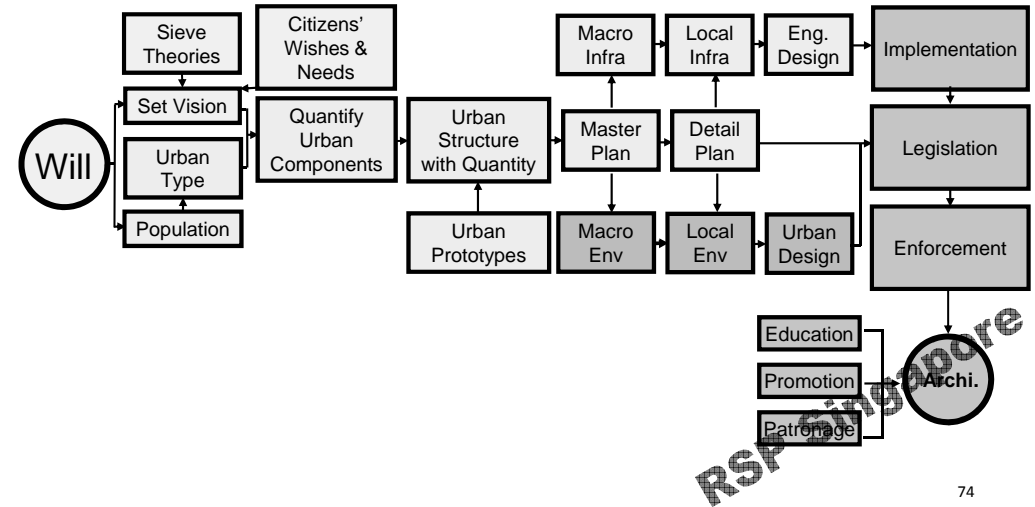 Sieve
Theories
Citizens'
Wishes &
Needs
Set Vision
Will
Urban
Type
Population
Quantify
Urban
Components
Urban
Structure
with Quantity
Urban
Prototypes
Macro
Infra
Local
Infra
Eng.
Design
Master
Plan
Detail
Plan
Macro
Env
Local
Env
Urban
Design
Implementation
Legislation
Enforcement
Education
Promotion
Patronage
Archi.
RSP Singapore
74